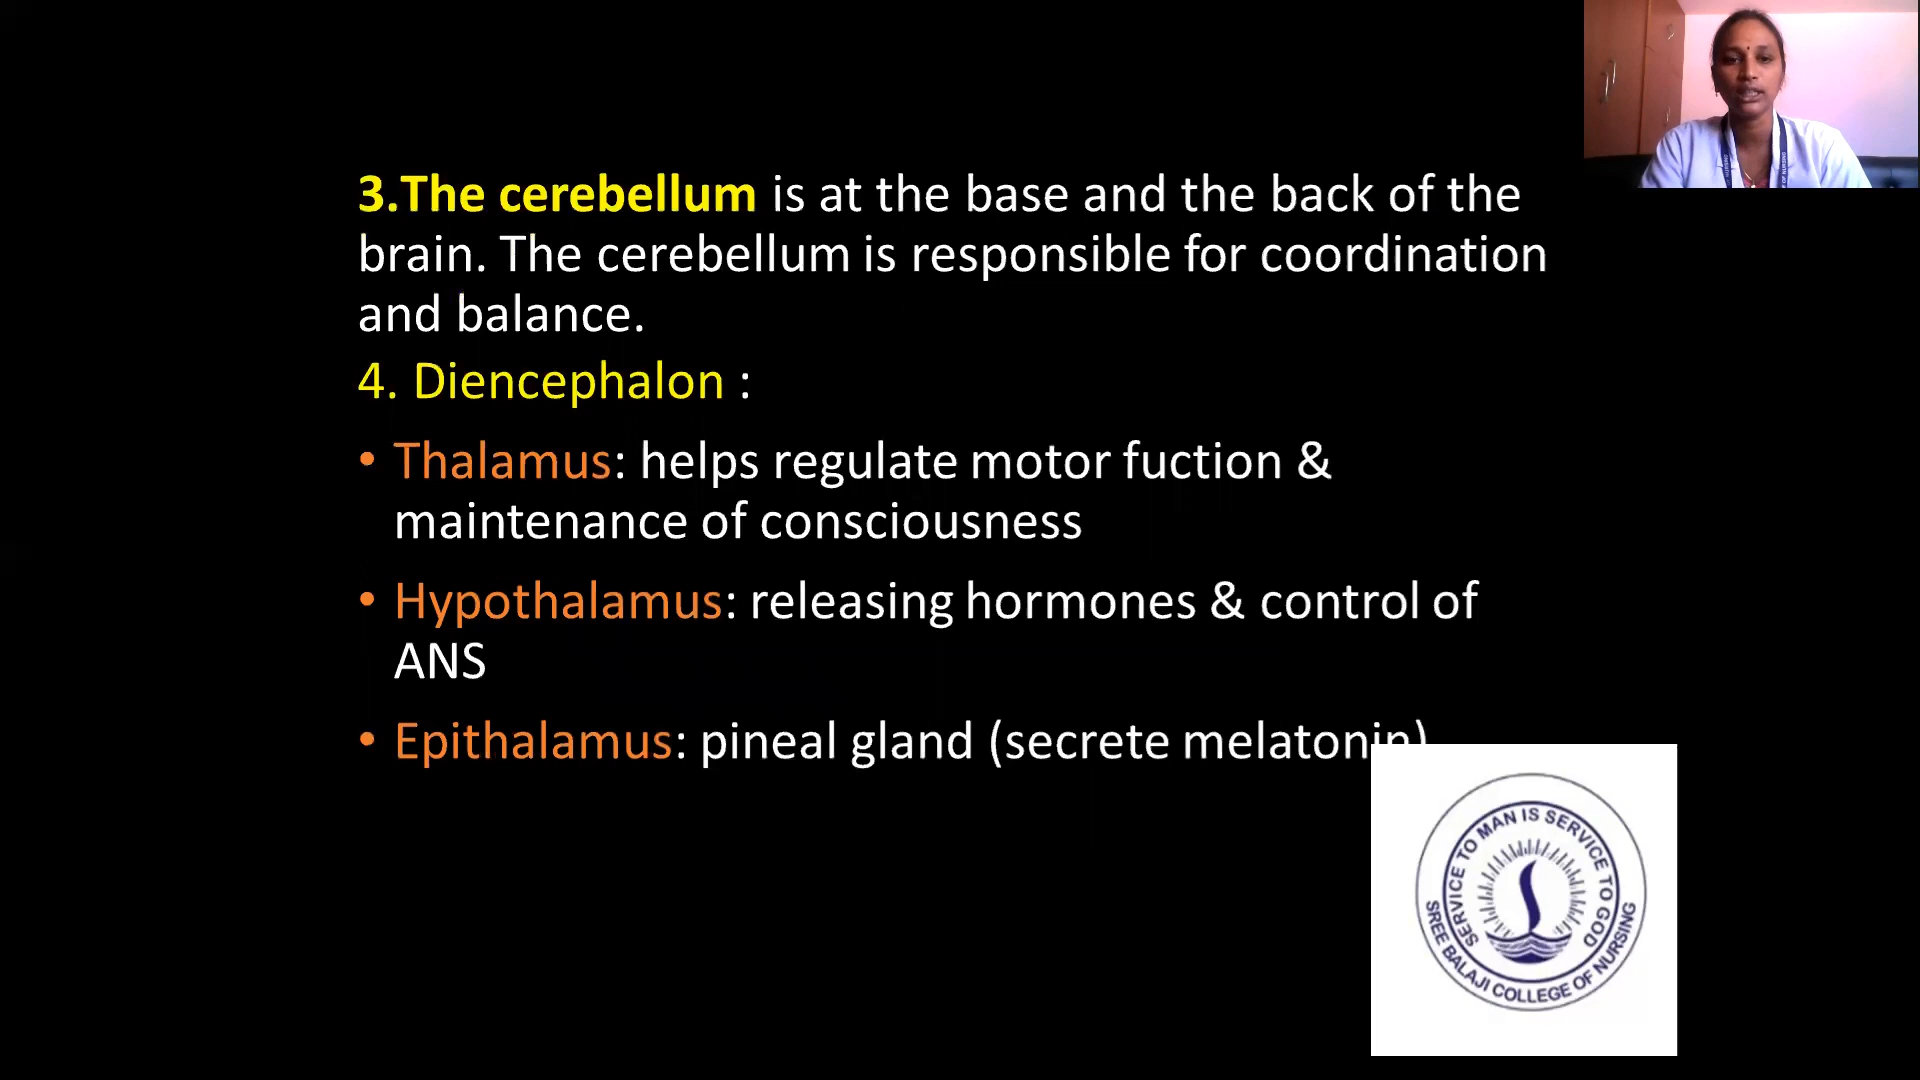 3.The cerebellum is at the base and the back of the
brain. The cerebellum is responsible for coordination
and balance.
4. Diencephalon :
• Thalamus: helps regulate motor fuction &
maintenance of consciousness
• Hypothalamus: releasing hormones & control of
ANS
• Epithalamus: pineal gland (secrete melatonin)
SERVICE TO MAN IS SERVICE TO GOD
SREE BALAJI COLLEGE OF NURSING